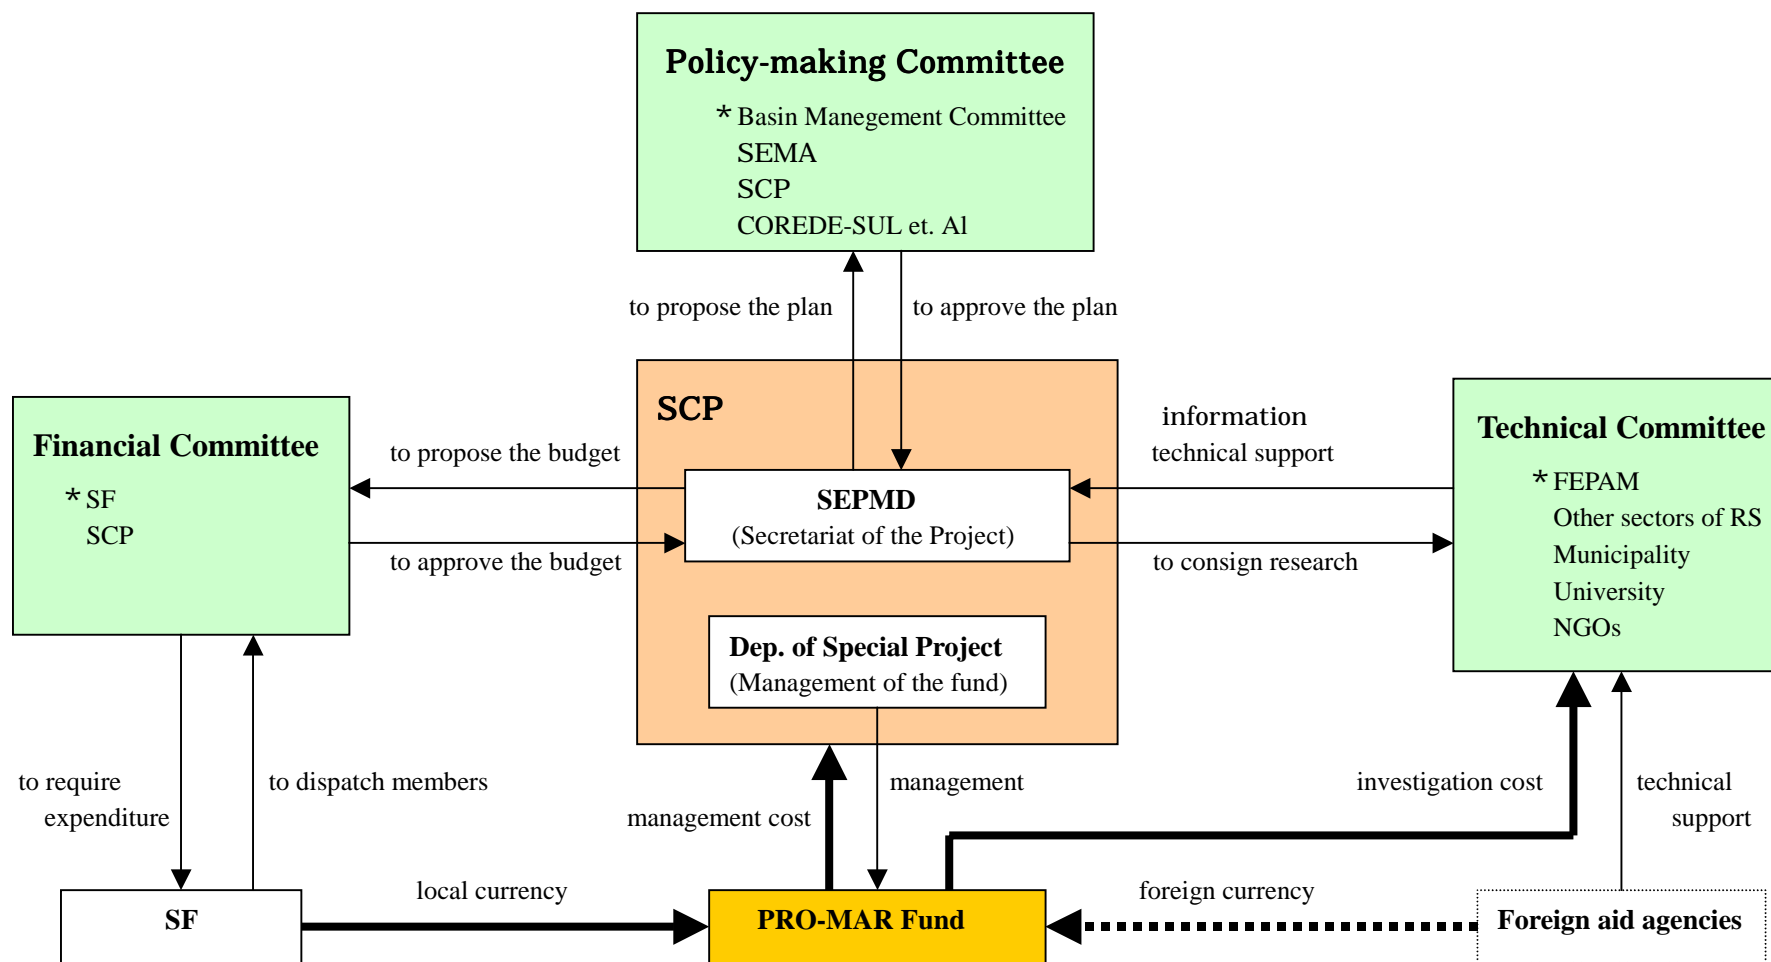 Policy-making Committee
* Basin Manegement Committee
SEMA
SCP
COREDE-SUL et. Al
to propose the plan
to approve the plan
SCP
SEPMD
(Secretariat of the Project)
Dep. of Special Project
(Management of the fund)
Financial Committee
* SF
SCP
to propose the budget
to approve the budget
information
technical support
to consign research
Technical Committee
* FEPAM
Other sectors of RS
Municipality
University
NGOs
to require
expenditure
to dispatch members
management cost
management
investigation cost
technical
support
SF
local currency
PRO-MAR Fund
foreign currency
Foreign aid agencies